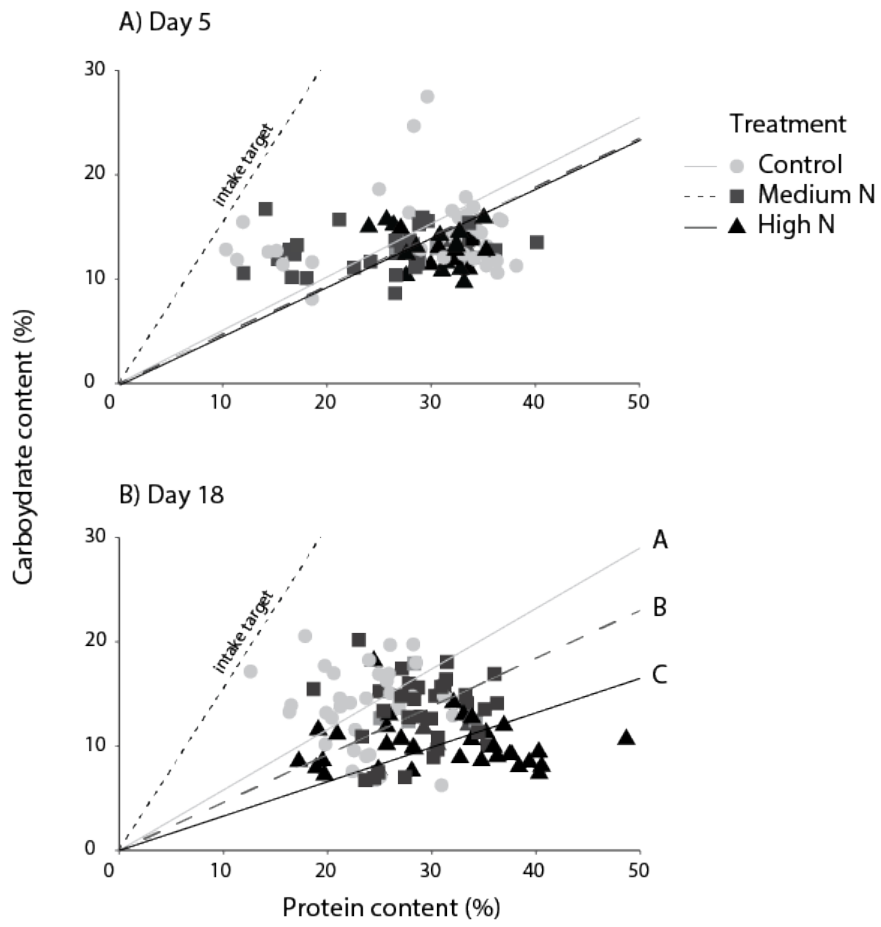 A) Day 5
30
20
10
0
0 10 20 30 40 50
intake target
Treatment
Control
Medium N
High N
Carboydrate content (%)
B) Day 18
30
20
10
0
0 10 20 30 40 50
intake target
A
B
C
Protein content (%)